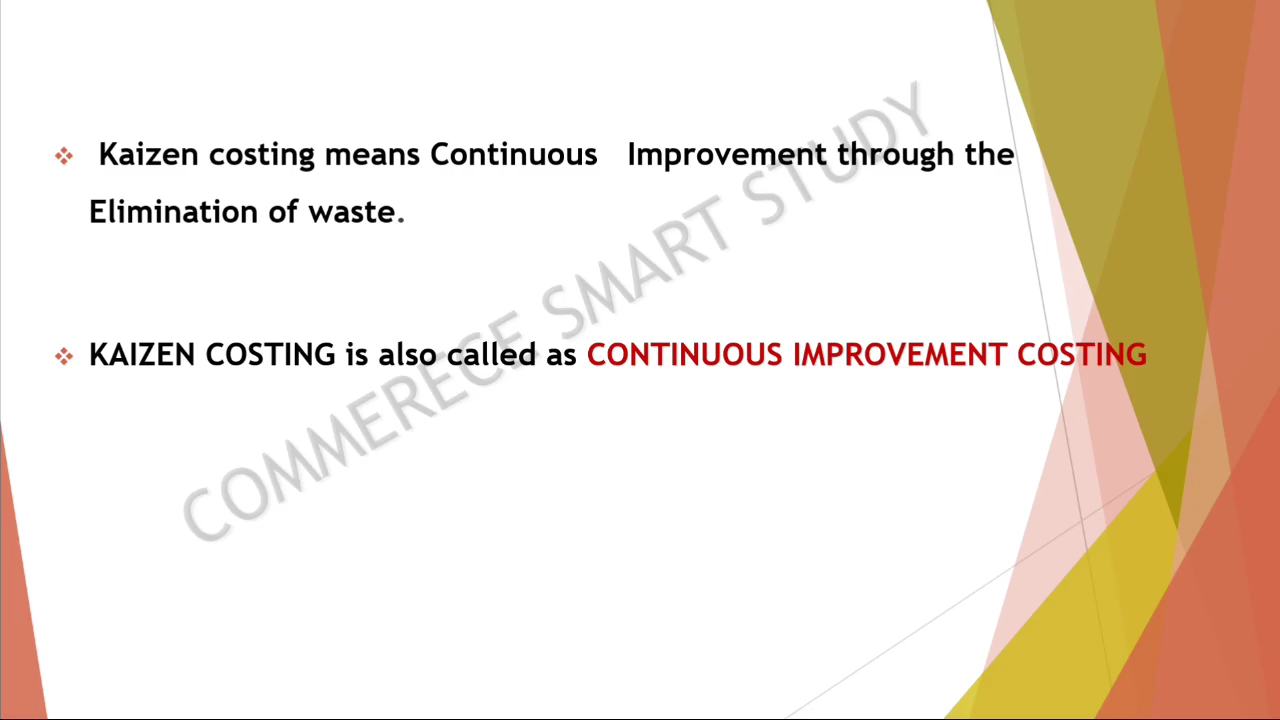 ❖ Kaizen costing means Continuous Improvement through the
Elimination of waste.
❖ KAIZEN COSTING is also called as CONTINUOUS IMPROVEMENT COSTING
COMMERECE SMART STUDY